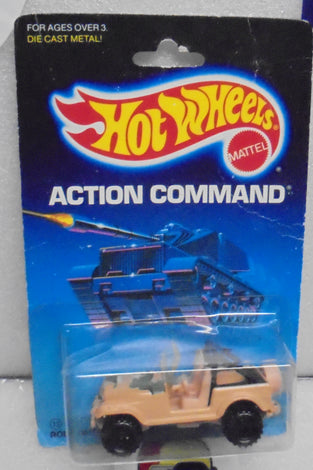 FOR AGES OVER 3.
DIE CAST METAL!
HOT WHEELS®
MATTEL
ACTION COMMAND®